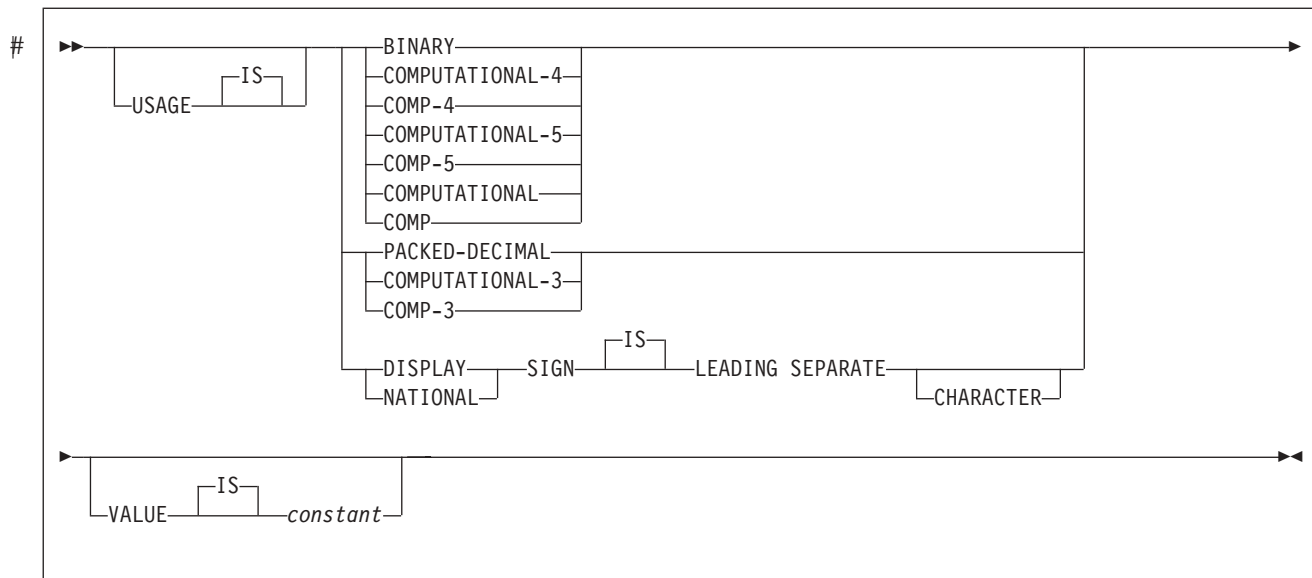 #
BINARY
IS
COMPUTATIONAL-4
USAGE
COMP-4
COMPUTATIONAL-5
COMP-5
COMPUTATIONAL
COMP
PACKED-DECIMAL
COMPUTATIONAL-3
COMP-3
IS
DISPLAY SIGN LEADING SEPARATE
NATIONAL CHARACTER
IS
VALUE constant